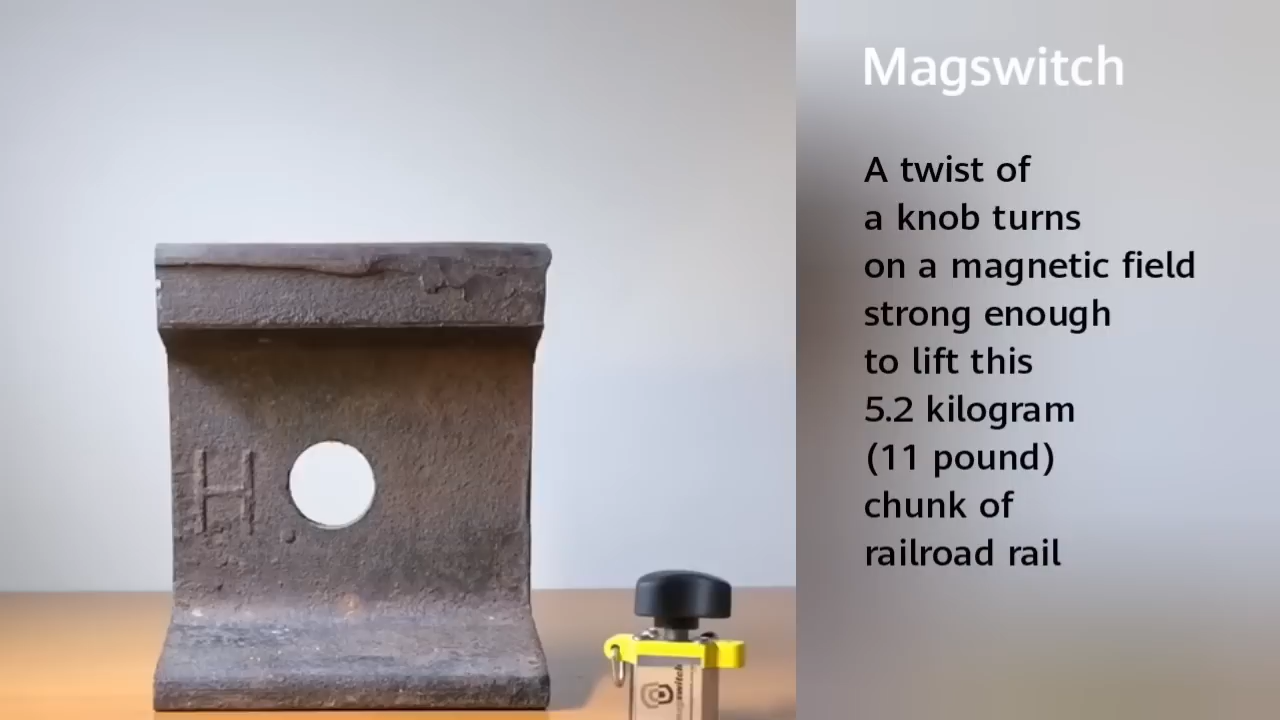 Magswitch
A twist of
a knob turns
on a magnetic field
strong enough
to lift this
5.2 kilogram
(11 pound)
chunk of
railroad rail
H
magswitch